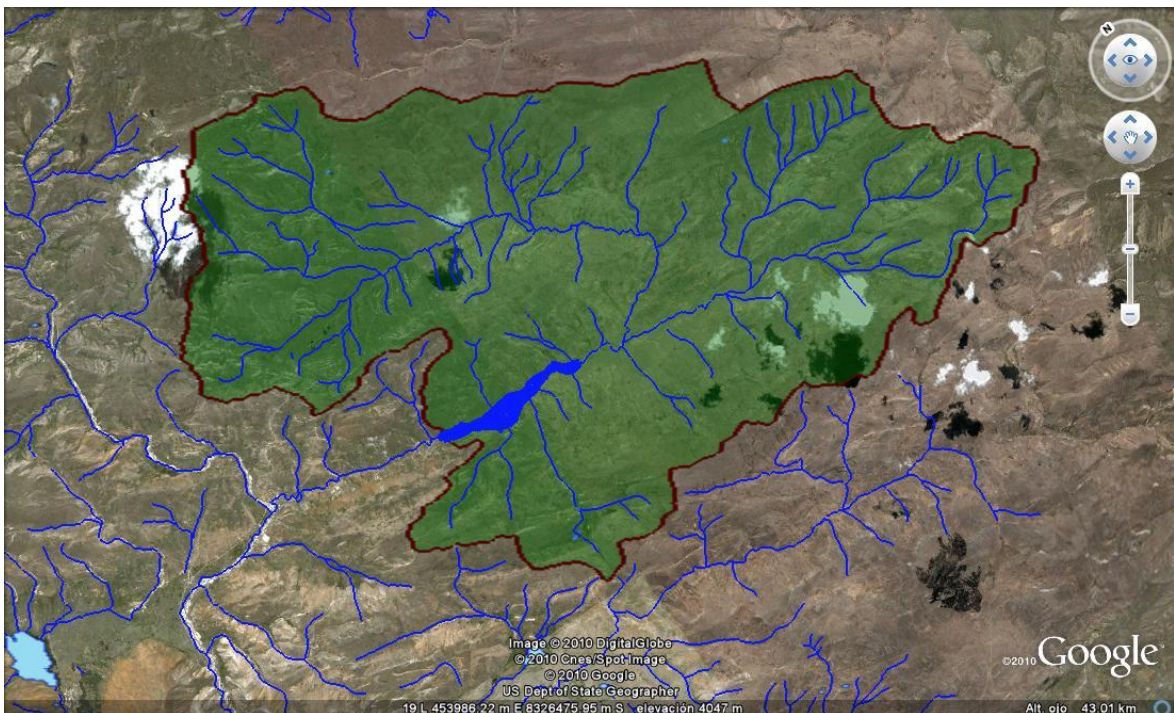 N
Image © 2010 DigitalGlobe
© 2010 Cnes/Spot Image
© 2010 Google
US Dept of State Geographer
©2010 Google
19 L 453986.22 m E 8326475.95 m S elevación 4047 m
Alt. ojo 43.01 km